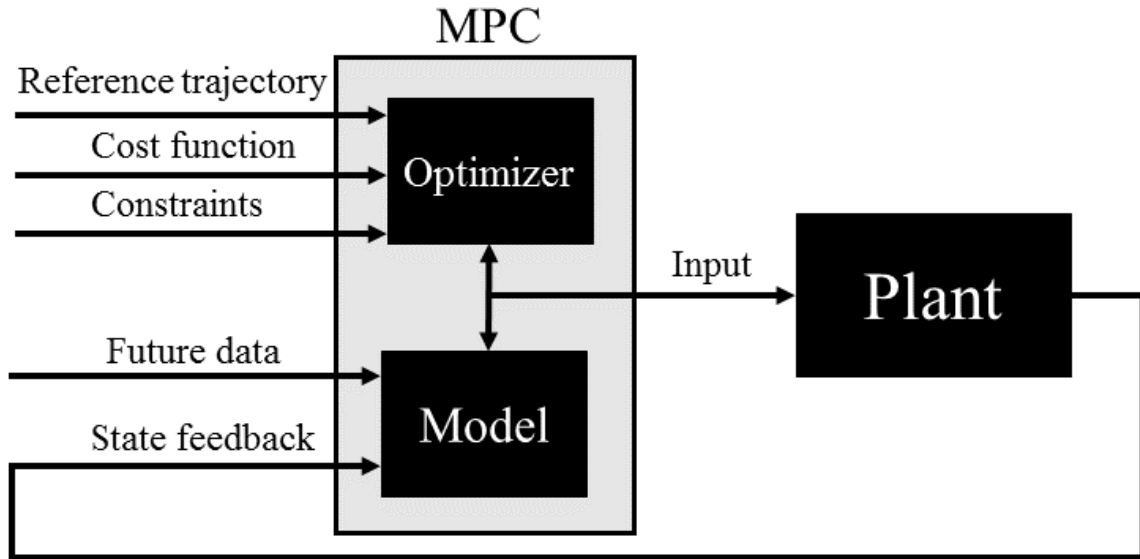 MPC
Reference trajectory
Cost function
Constraints
Optimizer
Input
Plant
Future data
State feedback
Model